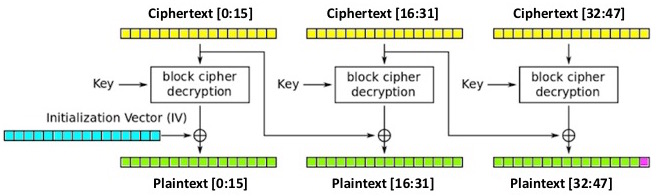 Ciphertext [0:15]
Ciphertext [16:31]
Ciphertext [32:47]
Key
block cipher
decryption
Key
block cipher
decryption
Key
block cipher
decryption
Initialization Vector (IV)
Plaintext [0:15]
Plaintext [16:31]
Plaintext [32:47]